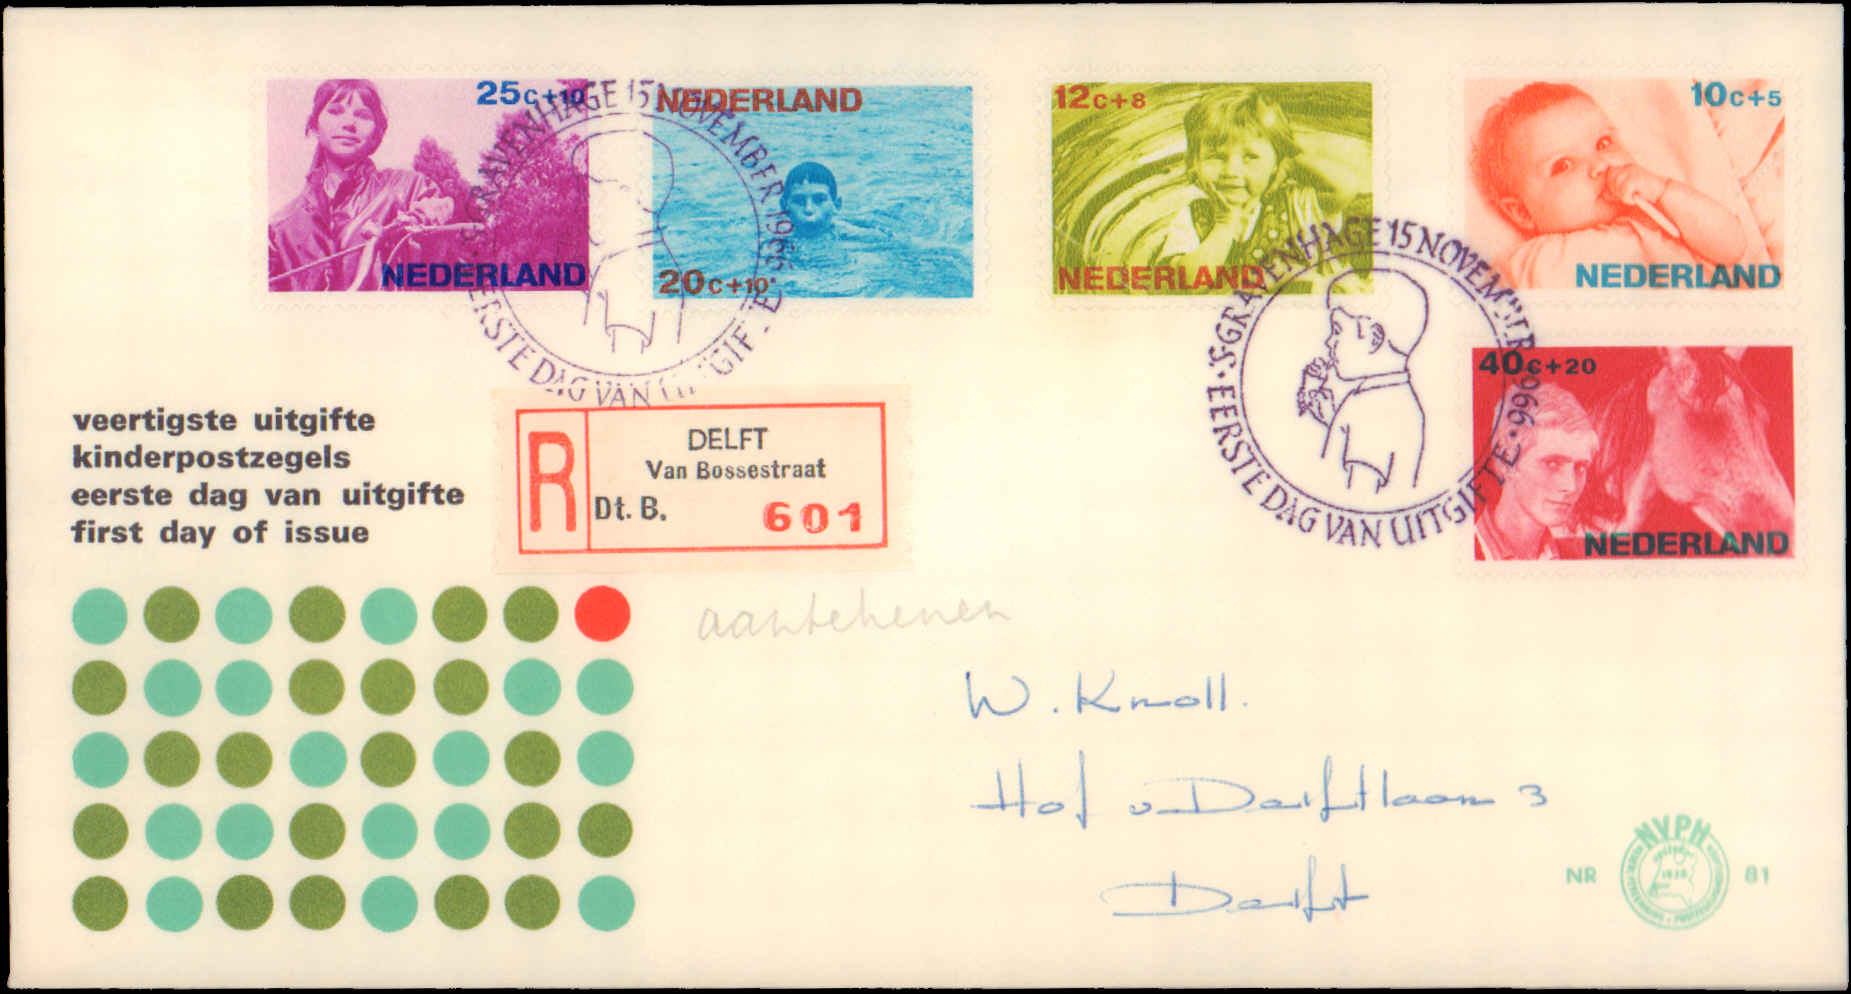 25c+10
NEDERLAND
NEDERLAND
20c+10
12c+8
NEDERLAND
10c+5
NEDERLAND
40c+20
NEDERLAND
'S-GRAVENHAGE 15 NOVEMBER 1966 · EERSTE DAG VAN UITGIFTE ·
'S-GRAVENHAGE 15 NOVEMBER 1966 · EERSTE DAG VAN UITGIFTE ·
veertigste uitgifte
kinderpostzegels
eerste dag van uitgifte
first day of issue
R
DELFT
Van Bossestraat
Dt. B. 601
aantekenen
W. Knoll.
Hof v Delftlaan 3
Delft
NR 81
NVPH